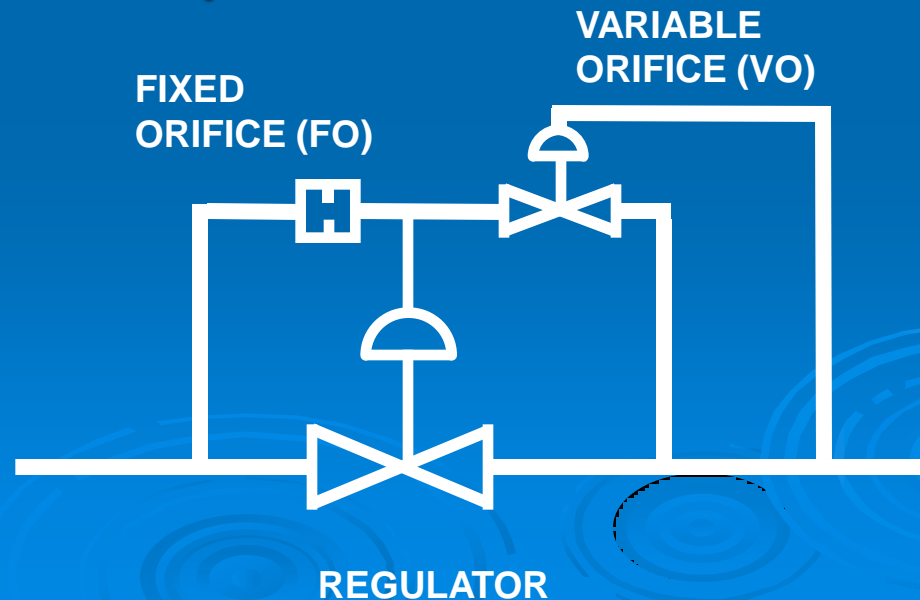 VARIABLE
ORIFICE (VO)
FIXED
ORIFICE (FO)
REGULATOR